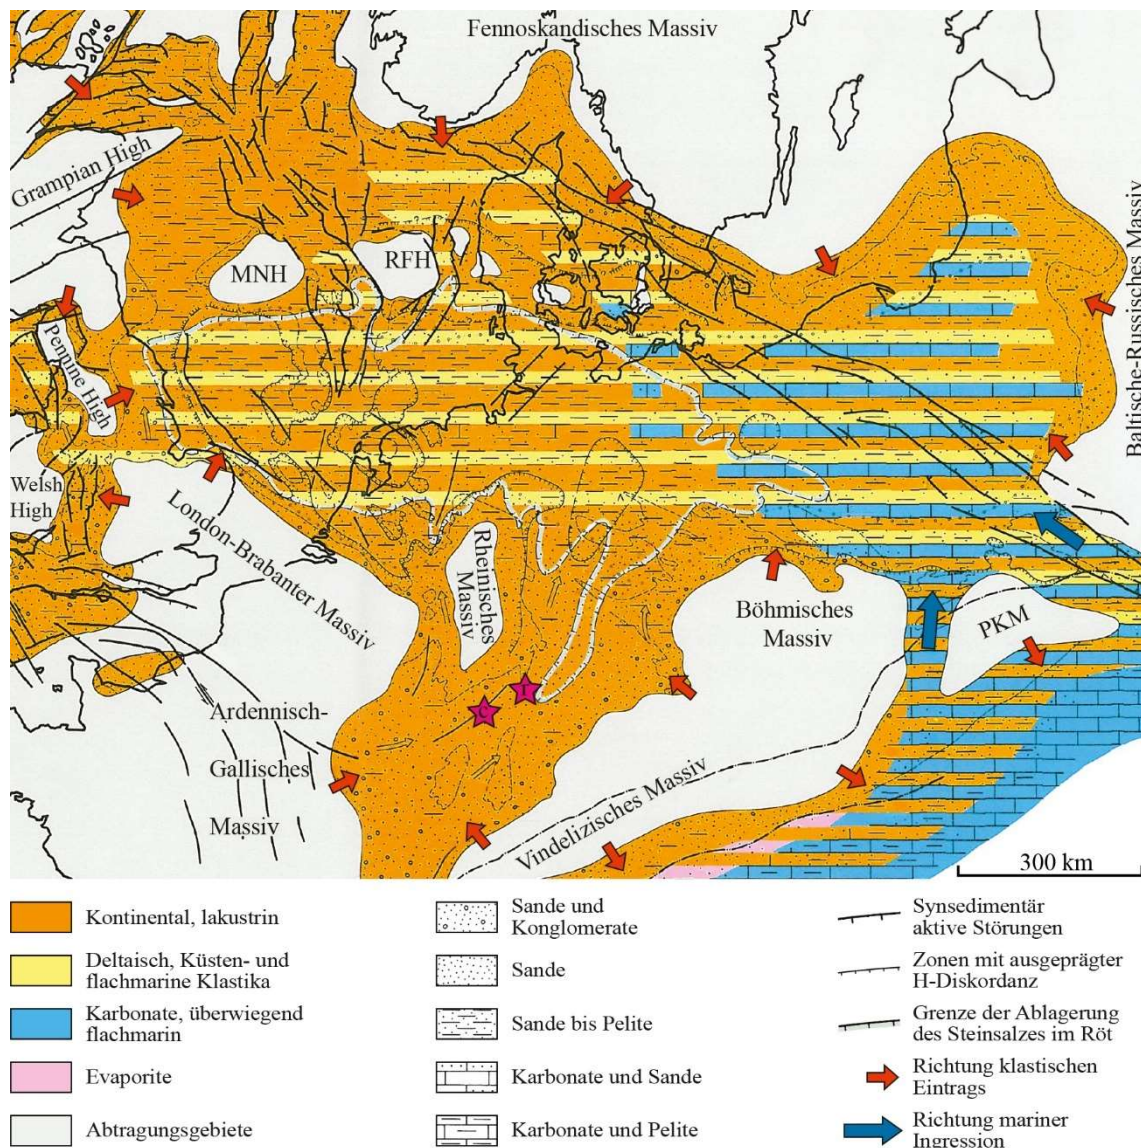 Fennoskandisches Massiv
Grampian High
MNH
RFH
Baltische-Russisches Massiv
Pennine High
Welsh
High
London-Brabanter Massiv
Rheinisches
Massiv
Böhmisches
Massiv
PKM
T
C
Ardennisch-
Gallisches
Massiv
Vindelizisches Massiv
300 km
Kontinental, lakustrin
Deltaisch, Küsten- und
flachmarine Klastika
Karbonate, überwiegend
flachmarin
Evaporite
Abtragungsgebiete
Sande und
Konglomerate
Sande
Sande bis Pelite
Karbonate und Sande
Karbonate und Pelite
Synsedimentär
aktive Störungen
Zonen mit ausgeprägter
H-Diskordanz
Grenze der Ablagerung
des Steinsalzes im Röt
Richtung klastischen
Eintrags
Richtung mariner
Ingression